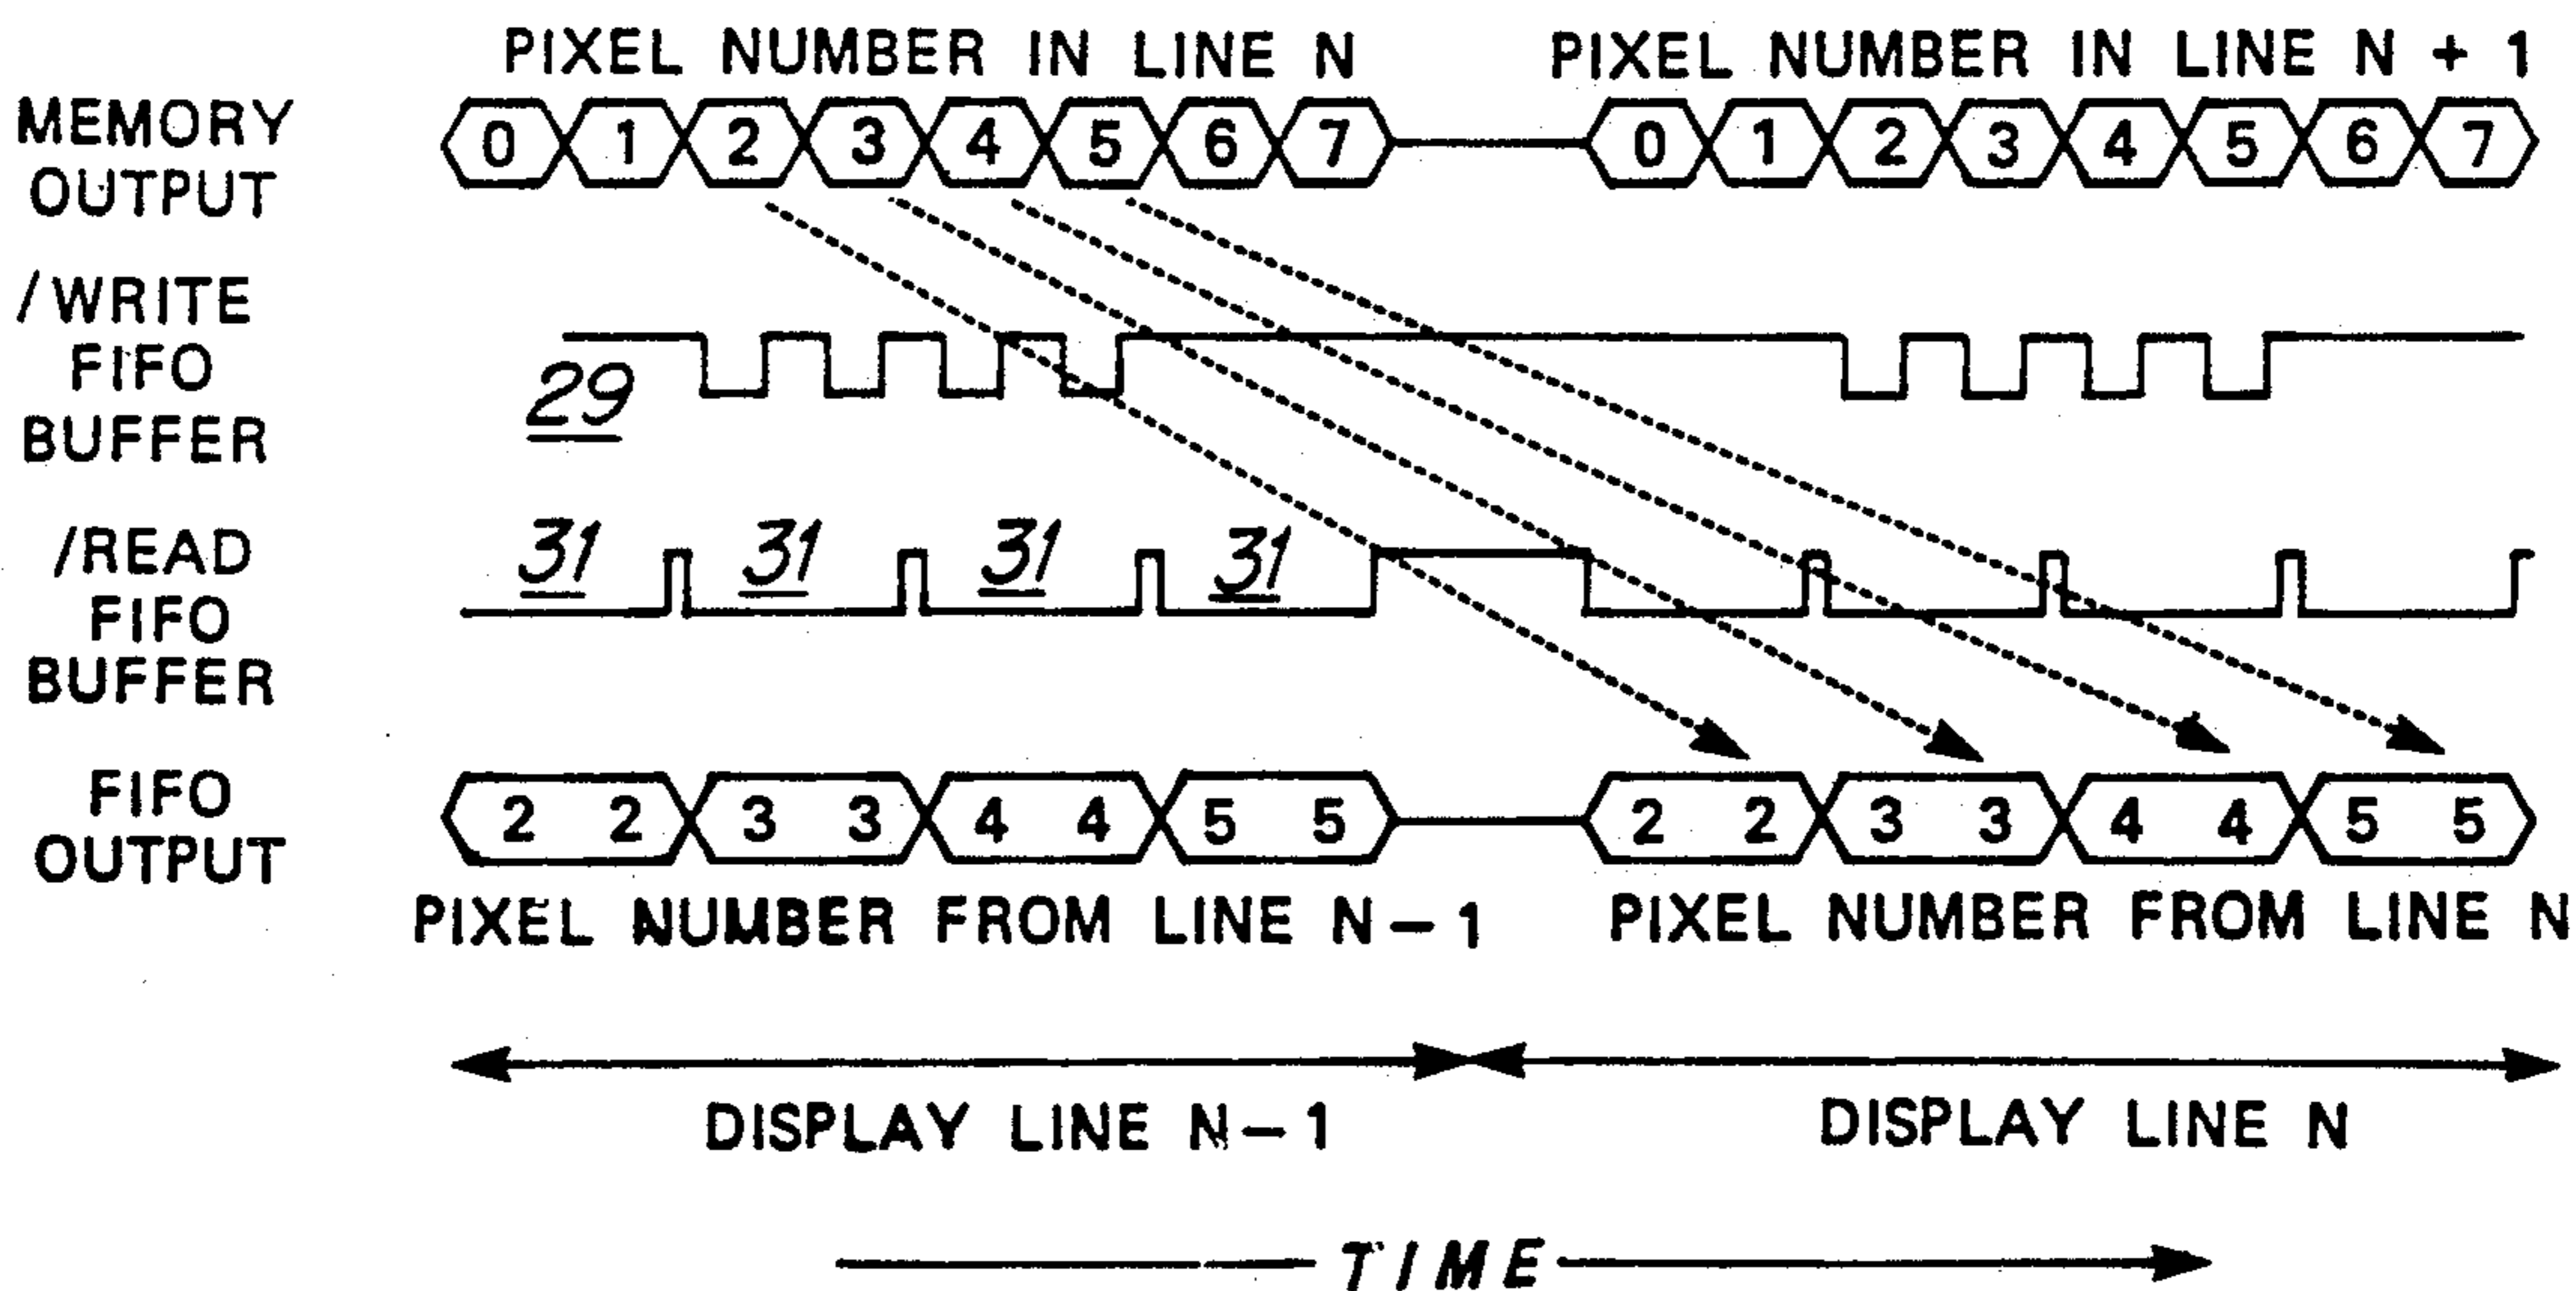 PIXEL NUMBER IN LINE N
PIXEL NUMBER IN LINE N + 1
MEMORY OUTPUT
0 1 2 3 4 5 6 7
0 1 2 3 4 5 6 7
/WRITE FIFO BUFFER
29
/READ FIFO BUFFER
31 31 31 31
FIFO OUTPUT
2 2 3 3 4 4 5 5
2 2 3 3 4 4 5 5
PIXEL NUMBER FROM LINE N-1
PIXEL NUMBER FROM LINE N
DISPLAY LINE N-1
DISPLAY LINE N
TIME